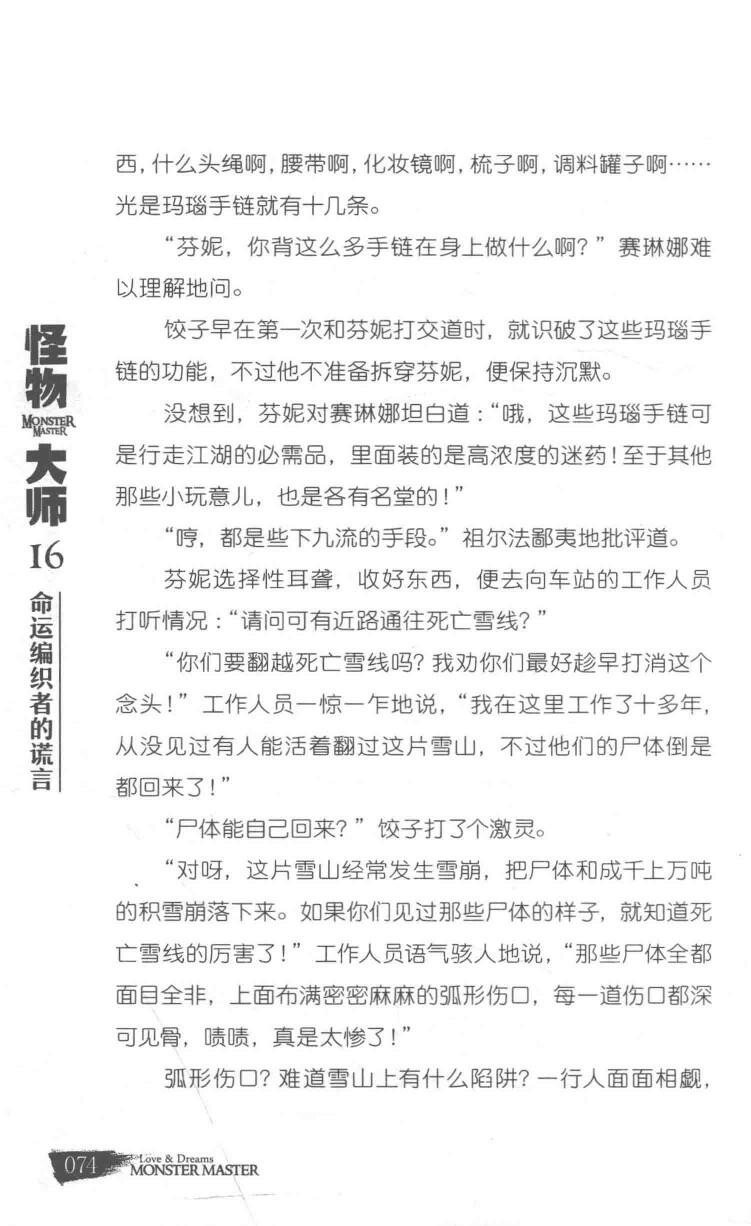 西，什么头绳啊，腰带啊，化妆镜啊，梳子啊，调料罐子啊……
光是玛瑙手链就有十几条。
“芬妮，你背这么多手链在身上做什么啊？”赛琳娜难
以理解地问。
饺子早在第一次和芬妮打交道时，就识破了这些玛瑙手
链的功能，不过他不准备拆穿芬妮，便保持沉默。
没想到，芬妮对赛琳娜坦白道：“哦，这些玛瑙手链可
是行走江湖的必需品，里面装的是高浓度的迷药！至于其他
那些小玩意儿，也是各有名堂的！”
“哼，都是些下九流的手段。”祖尔法鄙夷地批评道。
芬妮选择性耳聋，收好东西，便去向车站的工作人员
打听情况：“请问可有近路通往死亡雪线？”
“你们要翻越死亡雪线吗？我劝你们最好趁早打消这个
念头！”工作人员一惊一乍地说，“我在这里工作了十多年，
从没见过有人能活着翻过这片雪山，不过他们的尸体倒是
都回来了！”
“尸体能自己回来？”饺子打了个激灵。
“对呀，这片雪山经常发生雪崩，把尸体和成千上万吨
的积雪崩落下来。如果你们见过那些尸体的样子，就知道死
亡雪线的厉害了！”工作人员语气骇人地说，“那些尸体全都
面目全非，上面布满密密麻麻的弧形伤口，每一道伤口都深
可见骨，啧啧，真是太惨了！”
弧形伤口？难道雪山上有什么陷阱？一行人面面相觑，
怪物
MONSTER
MASTER
大师
16
命运编织者的谎言
074
Love & Dreams
MONSTER MASTER